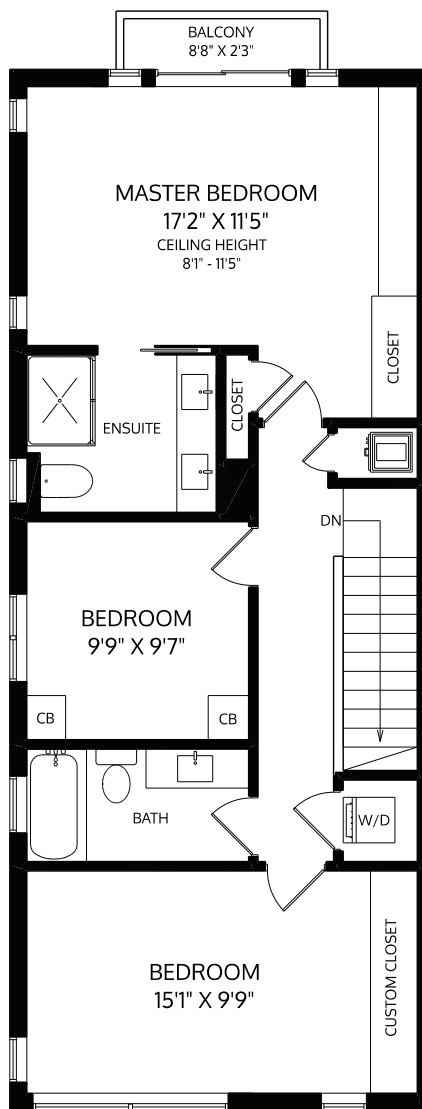 BALCONY
8'8" X 2'3"
MASTER BEDROOM
17'2" X 11'5"
CEILING HEIGHT
8'1" - 11'5"
CLOSET
CLOSET
ENSUITE
DN
BEDROOM
9'9" X 9'7"
CB
CB
BATH
W/D
BEDROOM
15'1" X 9'9"
CUSTOM CLOSET